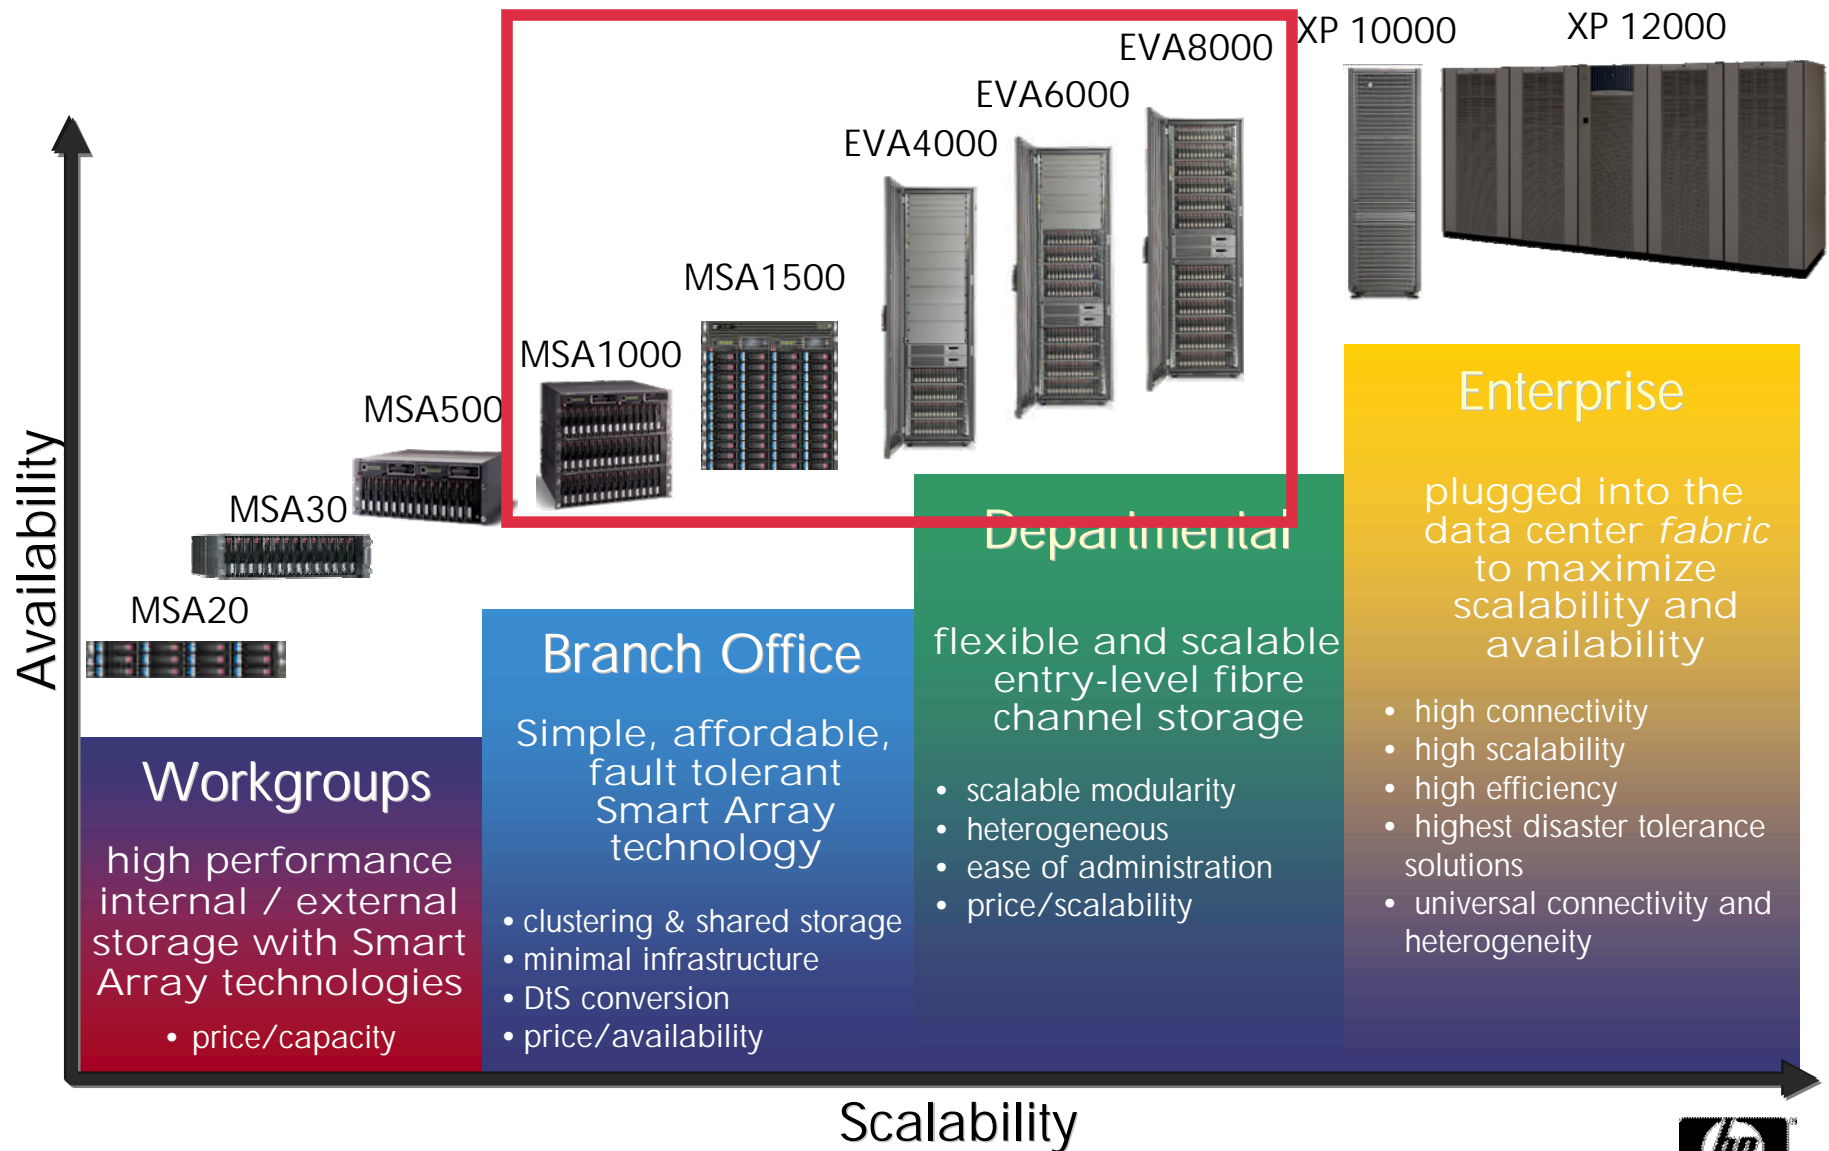 XP 10000
XP 12000
EVA8000
EVA6000
EVA4000
MSA1500
MSA1000
MSA500
MSA30
MSA20
Availability
Workgroups
high performance
internal / external
storage with Smart
Array technologies
• price/capacity
Branch Office
Simple, affordable,
fault tolerant
Smart Array
technology
• clustering & shared storage
• minimal infrastructure
• DtS conversion
• price/availability
Departmental
flexible and scalable
entry-level fibre
channel storage
• scalable modularity
• heterogeneous
• ease of administration
• price/scalability
Enterprise
plugged into the
data center fabric
to maximize
scalability and
availability
• high connectivity
• high scalability
• high efficiency
• highest disaster tolerance
solutions
• universal connectivity and
heterogeneity
Scalability
hp